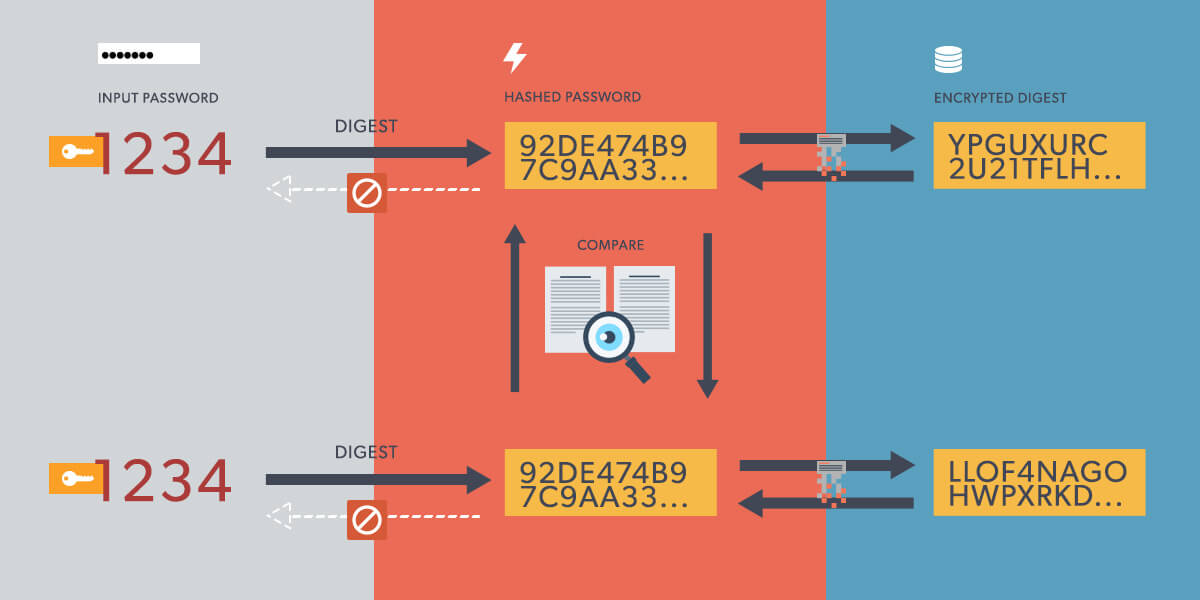 INPUT PASSWORD
HASHED PASSWORD
ENCRYPTED DIGEST
1234
DIGEST
92DE474B9
7C9AA33...
YPGUXURC
2U21TFLH...
COMPARE
1234
DIGEST
92DE474B9
7C9AA33...
LLOF4NAGO
HWPXRKD...